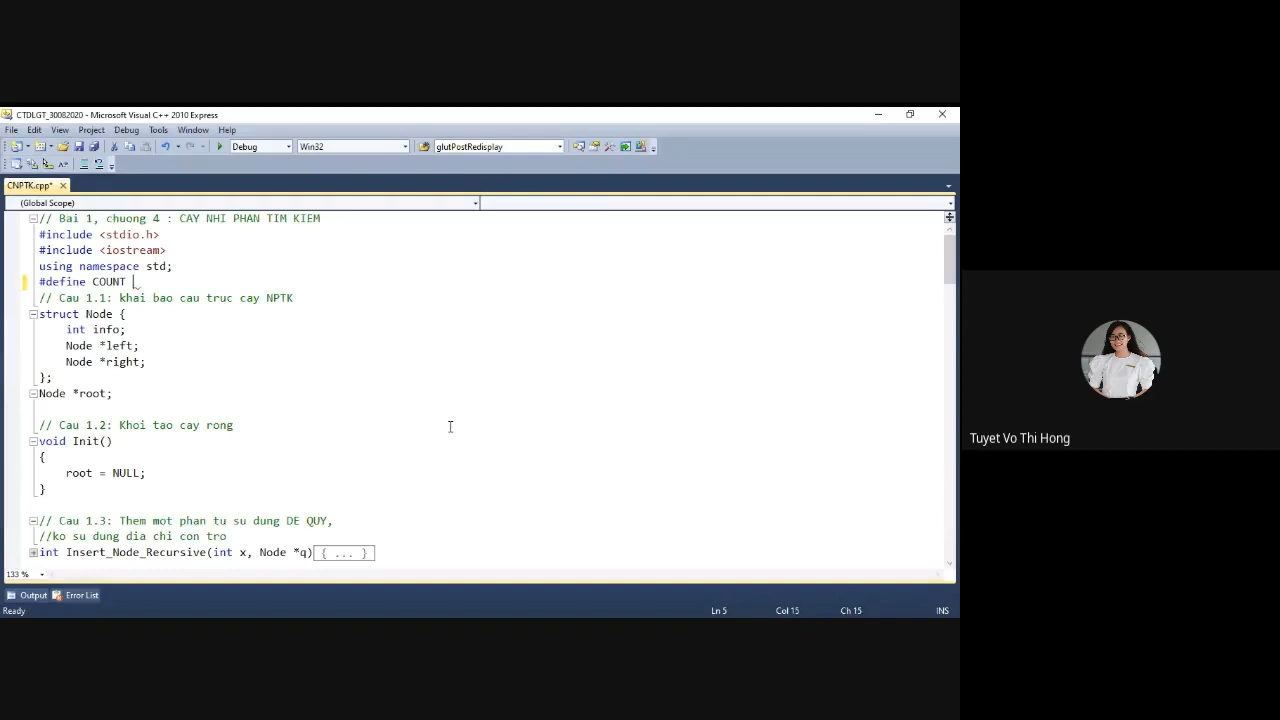 CTDLGT_30082020 - Microsoft Visual C++ 2010 Express
File Edit View Project Debug Tools Window Help
Debug Win32 glutPostRedisplay
CNPTK.cpp*
(Global Scope)
// Bai 1, chuong 4 : CAY NHI PHAN TIM KIEM
#include <stdio.h>
#include <iostream>
using namespace std;
#define COUNT
// Cau 1.1: khai bao cau truc cay NPTK
struct Node {
int info;
Node *left;
Node *right;
};
Node *root;
// Cau 1.2: Khoi tao cay rong
void Init()
{
root = NULL;
}
// Cau 1.3: Them mot phan tu su dung DE QUY,
//ko su dung dia chi con tro
int Insert_Node_Recursive(int x, Node *q){ ... }
133 %
Output Error List
Ready Ln 5 Col 15 Ch 15 INS
Tuyet Vo Thi Hong